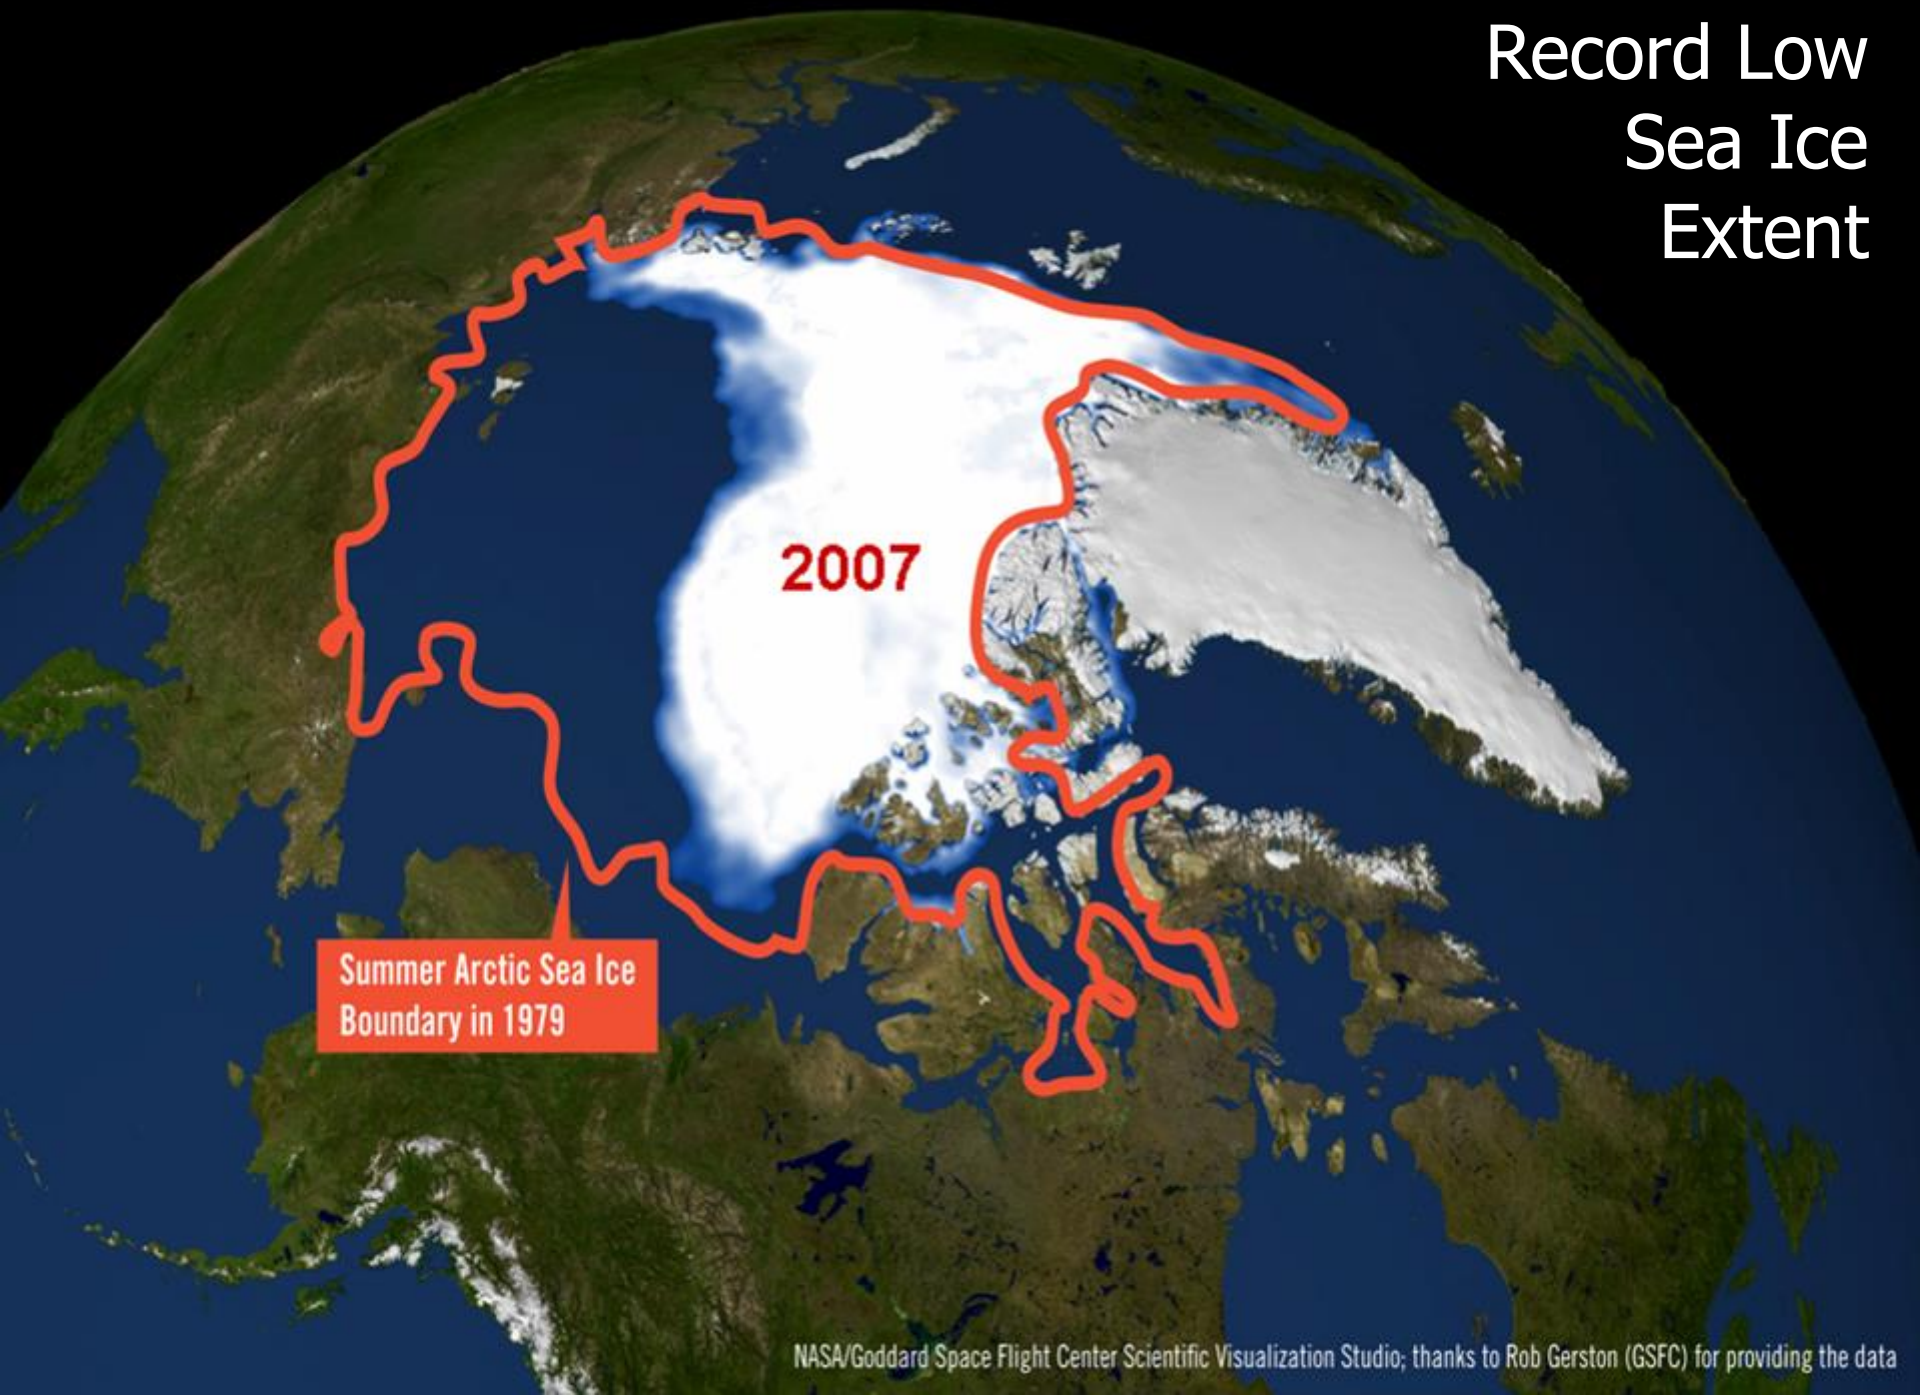 Record Low
Sea Ice
Extent
2007
Summer Arctic Sea Ice
Boundary in 1979
NASA/Goddard Space Flight Center Scientific Visualization Studio; thanks to Rob Gerston (GSFC) for providing the data